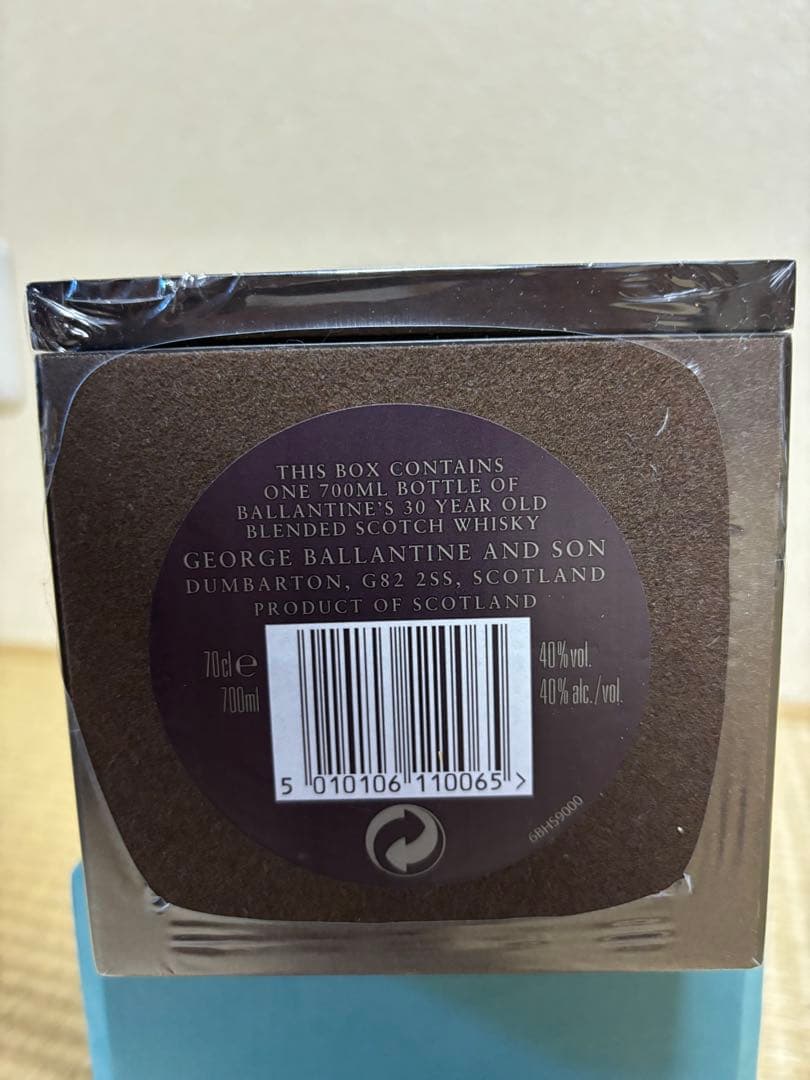 THIS BOX CONTAINS
ONE 700ML BOTTLE OF
BALLANTINE'S 30 YEAR OLD
BLENDED SCOTCH WHISKY
GEORGE BALLANTINE AND SON
DUMBARTON, G82 2SS, SCOTLAND
PRODUCT OF SCOTLAND
70cl e
700ml
40%vol.
40% alc./vol.
5 010106 110065 >
6BHS9000